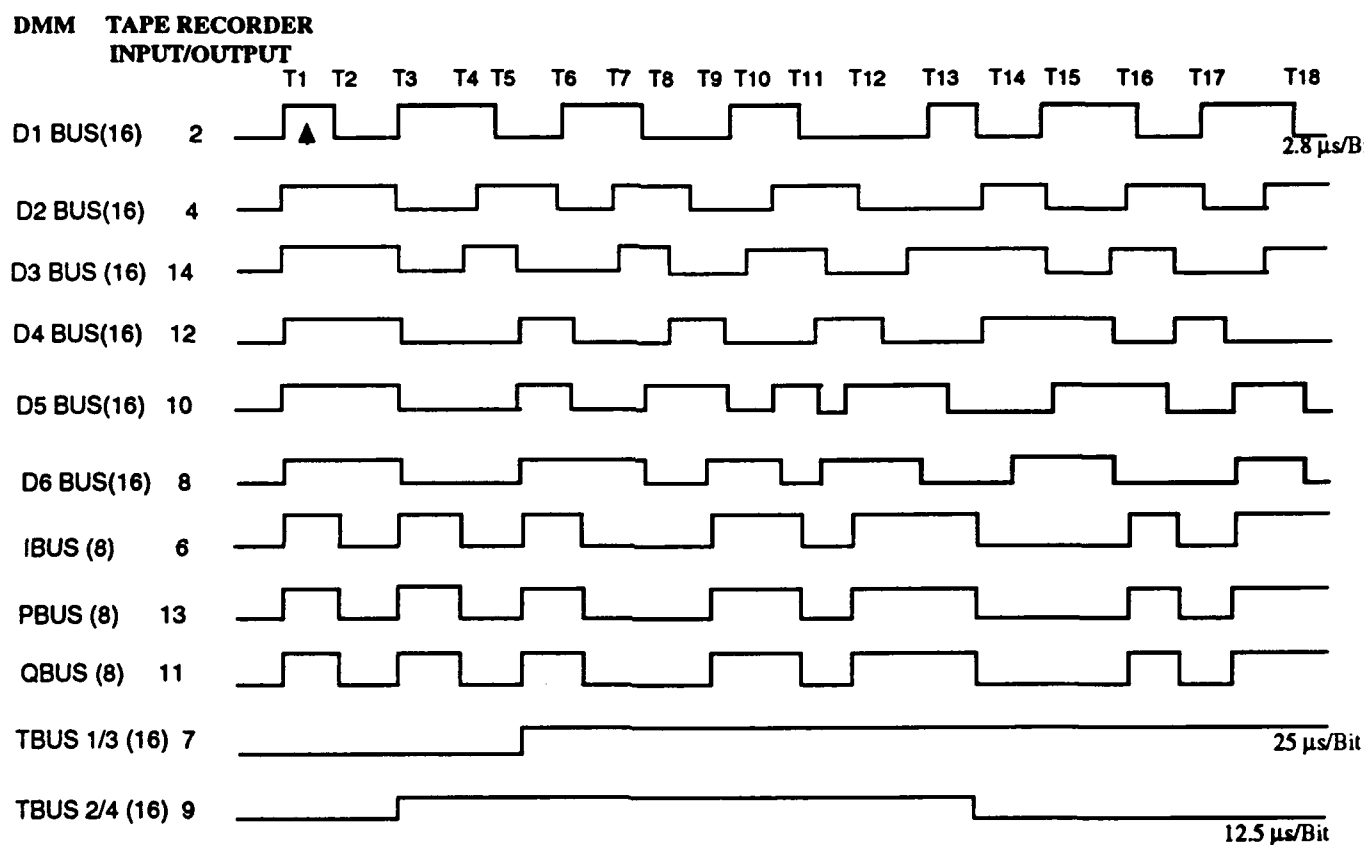 DMM TAPE RECORDER
INPUT/OUTPUT
T1 T2 T3 T4 T5 T6 T7 T8 T9 T10 T11 T12 T13 T14 T15 T16 T17 T18
D1 BUS(16) 2
2.8 µs/B
D2 BUS(16) 4
D3 BUS (16) 14
D4 BUS(16) 12
D5 BUS(16) 10
D6 BUS(16) 8
IBUS (8) 6
PBUS (8) 13
QBUS (8) 11
TBUS 1/3 (16) 7
25 µs/Bit
TBUS 2/4 (16) 9
12.5 µs/Bit